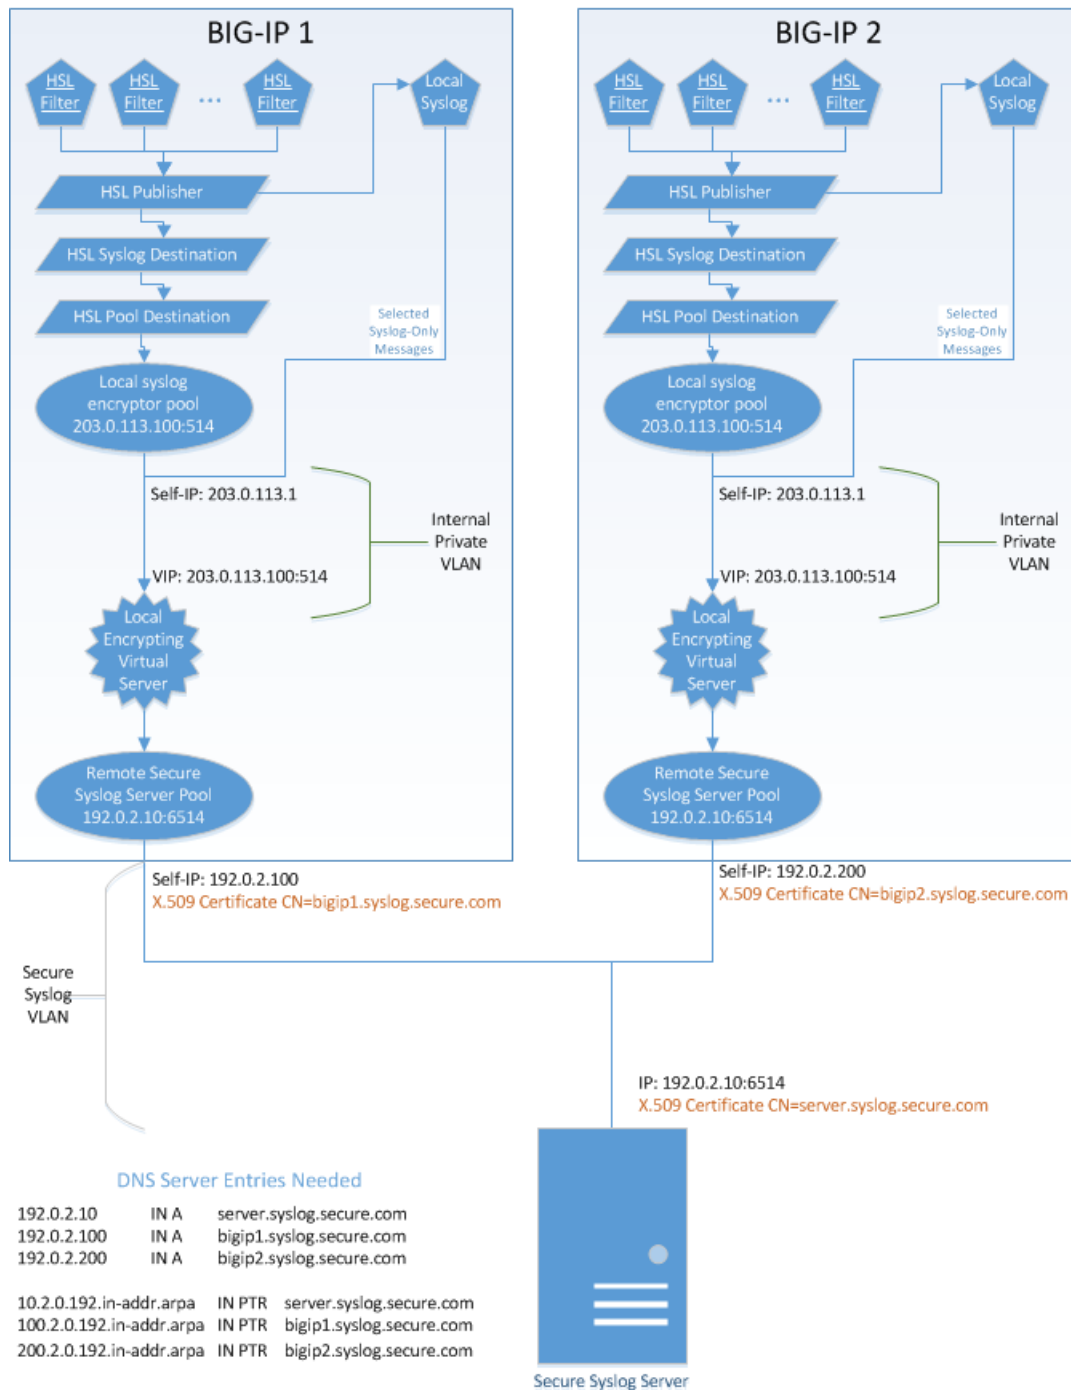 BIG-IP 1
HSL
Filter
HSL
Filter
...
HSL
Filter
Local
Syslog
HSL Publisher
HSL Syslog Destination
HSL Pool Destination
Selected
Syslog-Only
Messages
Local syslog
encryptor pool
203.0.113.100:514
Self-IP: 203.0.113.1
Internal
Private
VLAN
VIP: 203.0.113.100:514
Local
Encrypting
Virtual
Server
Remote Secure
Syslog Server Pool
192.0.2.10:6514
Self-IP: 192.0.2.100
X.509 Certificate CN=bigip1.syslog.secure.com
BIG-IP 2
HSL
Filter
HSL
Filter
...
HSL
Filter
Local
Syslog
HSL Publisher
HSL Syslog Destination
HSL Pool Destination
Selected
Syslog-Only
Messages
Local syslog
encryptor pool
203.0.113.100:514
Self-IP: 203.0.113.1
Internal
Private
VLAN
VIP: 203.0.113.100:514
Local
Encrypting
Virtual
Server
Remote Secure
Syslog Server Pool
192.0.2.10:6514
Self-IP: 192.0.2.200
X.509 Certificate CN=bigip2.syslog.secure.com
Secure
Syslog
VLAN
IP: 192.0.2.10:6514
X.509 Certificate CN=server.syslog.secure.com
DNS Server Entries Needed
192.0.2.10 IN A server.syslog.secure.com
192.0.2.100 IN A bigip1.syslog.secure.com
192.0.2.200 IN A bigip2.syslog.secure.com
10.2.0.192.in-addr.arpa IN PTR server.syslog.secure.com
100.2.0.192.in-addr.arpa IN PTR bigip1.syslog.secure.com
200.2.0.192.in-addr.arpa IN PTR bigip2.syslog.secure.com
Secure Syslog Server